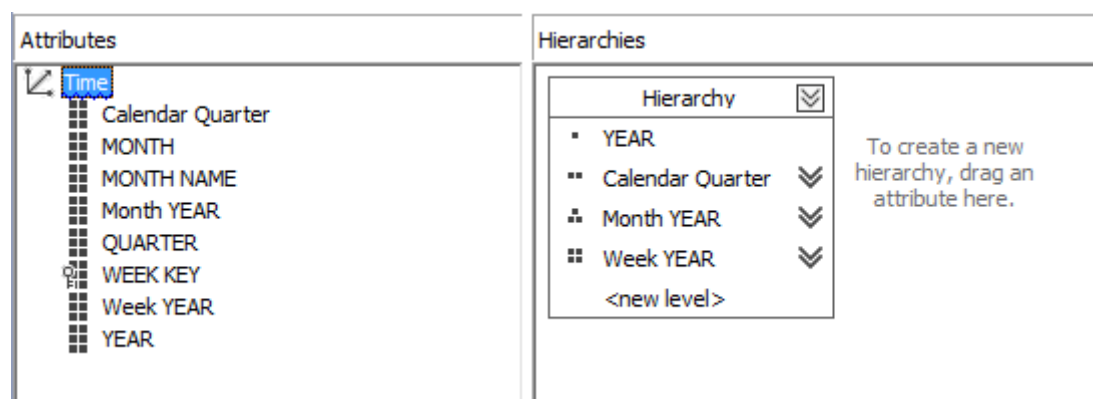 Attributes
Time
Calendar Quarter
MONTH
MONTH NAME
Month YEAR
QUARTER
WEEK KEY
Week YEAR
YEAR
Hierarchies
Hierarchy
YEAR
Calendar Quarter
Month YEAR
Week YEAR
<new level>
To create a new
hierarchy, drag an
attribute here.